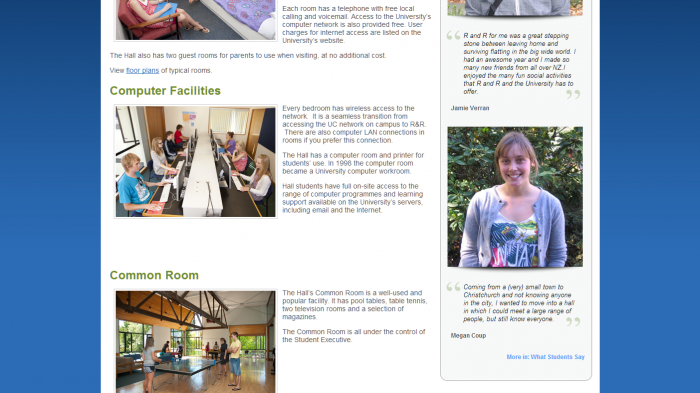 Each room has a telephone with free local
calling and voicemail. Access to the University's
computer network is also provided free. User
charges for internet access are listed on the
University's website.
The Hall also has two guest rooms for parents to use when visiting, at no additional cost.
View floor plans of typical rooms.
Computer Facilities
Every bedroom has wireless access to the
network. It is a seamless transition from
accessing the UC network on campus to R&R.
There are also computer LAN connections in
rooms if you prefer this connection.
The Hall has a computer room and printer for
students' use. In 1998 the computer room
became a University computer workroom.
Hall students have full on-site access to the
range of computer programmes and learning
support available on the University's servers,
including email and the Internet.
Common Room
The Hall's Common Room is a well-used and
popular facility. It has pool tables, table tennis,
two television rooms and a selection of
magazines.
The Common Room is all under the control of
the Student Executive.
“ R and R for me was a great stepping
stone between leaving home and
surviving flatting in the big wide world. I
had an awesome year and I made so
many new friends from all over NZ.I
enjoyed the many fun social activities
that R and R and the University has to
offer. ”
Jamie Verran
“ Coming from a (very) small town to
Christchurch and not knowing anyone
in the city, I wanted to move into a hall
in which I could meet a large range of
people, but still know everyone. ”
Megan Coup
More in: What Students Say